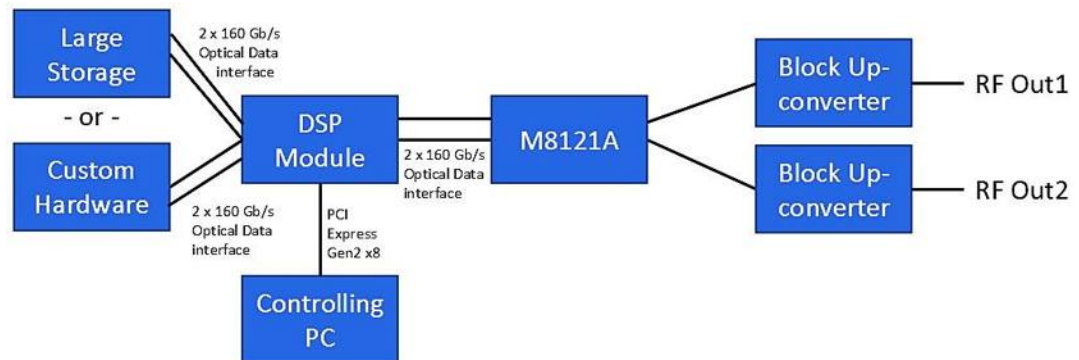 Large
Storage
- or -
Custom
Hardware
2 x 160 Gb/s
Optical Data
interface
2 x 160 Gb/s
Optical Data
interface
DSP
Module
PCI
Express
Gen2 x8
Controlling
PC
2 x 160 Gb/s
Optical Data
interface
M8121A
Block Up-
converter
RF Out1
Block Up-
converter
RF Out2